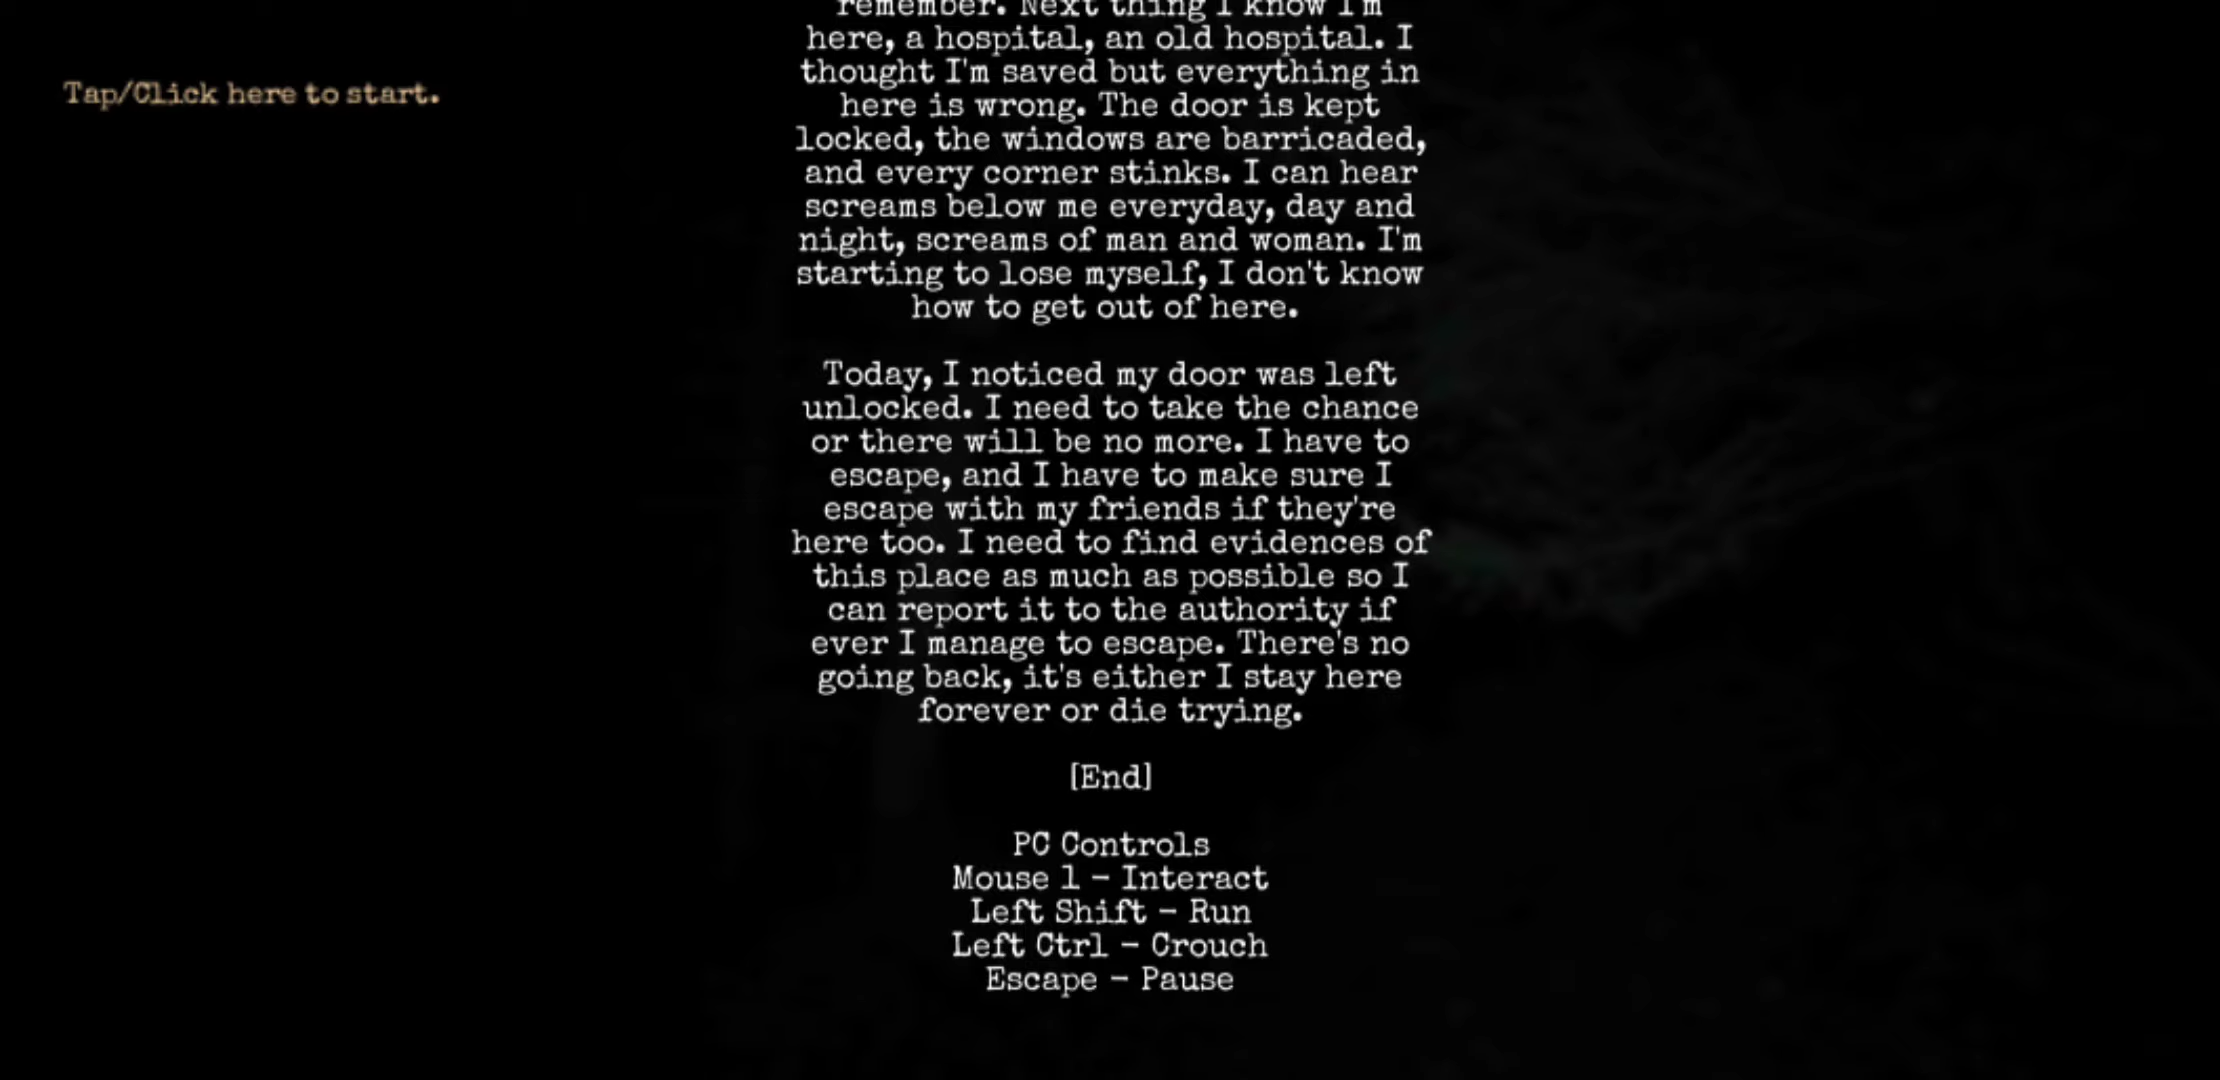 Tap/Click here to start.
remember. Next thing I know I'm
here, a hospital, an old hospital. I
thought I'm saved but everything in
here is wrong. The door is kept
locked, the windows are barricaded,
and every corner stinks. I can hear
screams below me everyday, day and
night, screams of man and woman. I'm
starting to lose myself, I don't know
how to get out of here.
Today, I noticed my door was left
unlocked. I need to take the chance
or there will be no more. I have to
escape, and I have to make sure I
escape with my friends if they're
here too. I need to find evidences of
this place as much as possible so I
can report it to the authority if
ever I manage to escape. There's no
going back, it's either I stay here
forever or die trying.
[End]
PC Controls
Mouse 1 - Interact
Left Shift - Run
Left Ctrl - Crouch
Escape - Pause